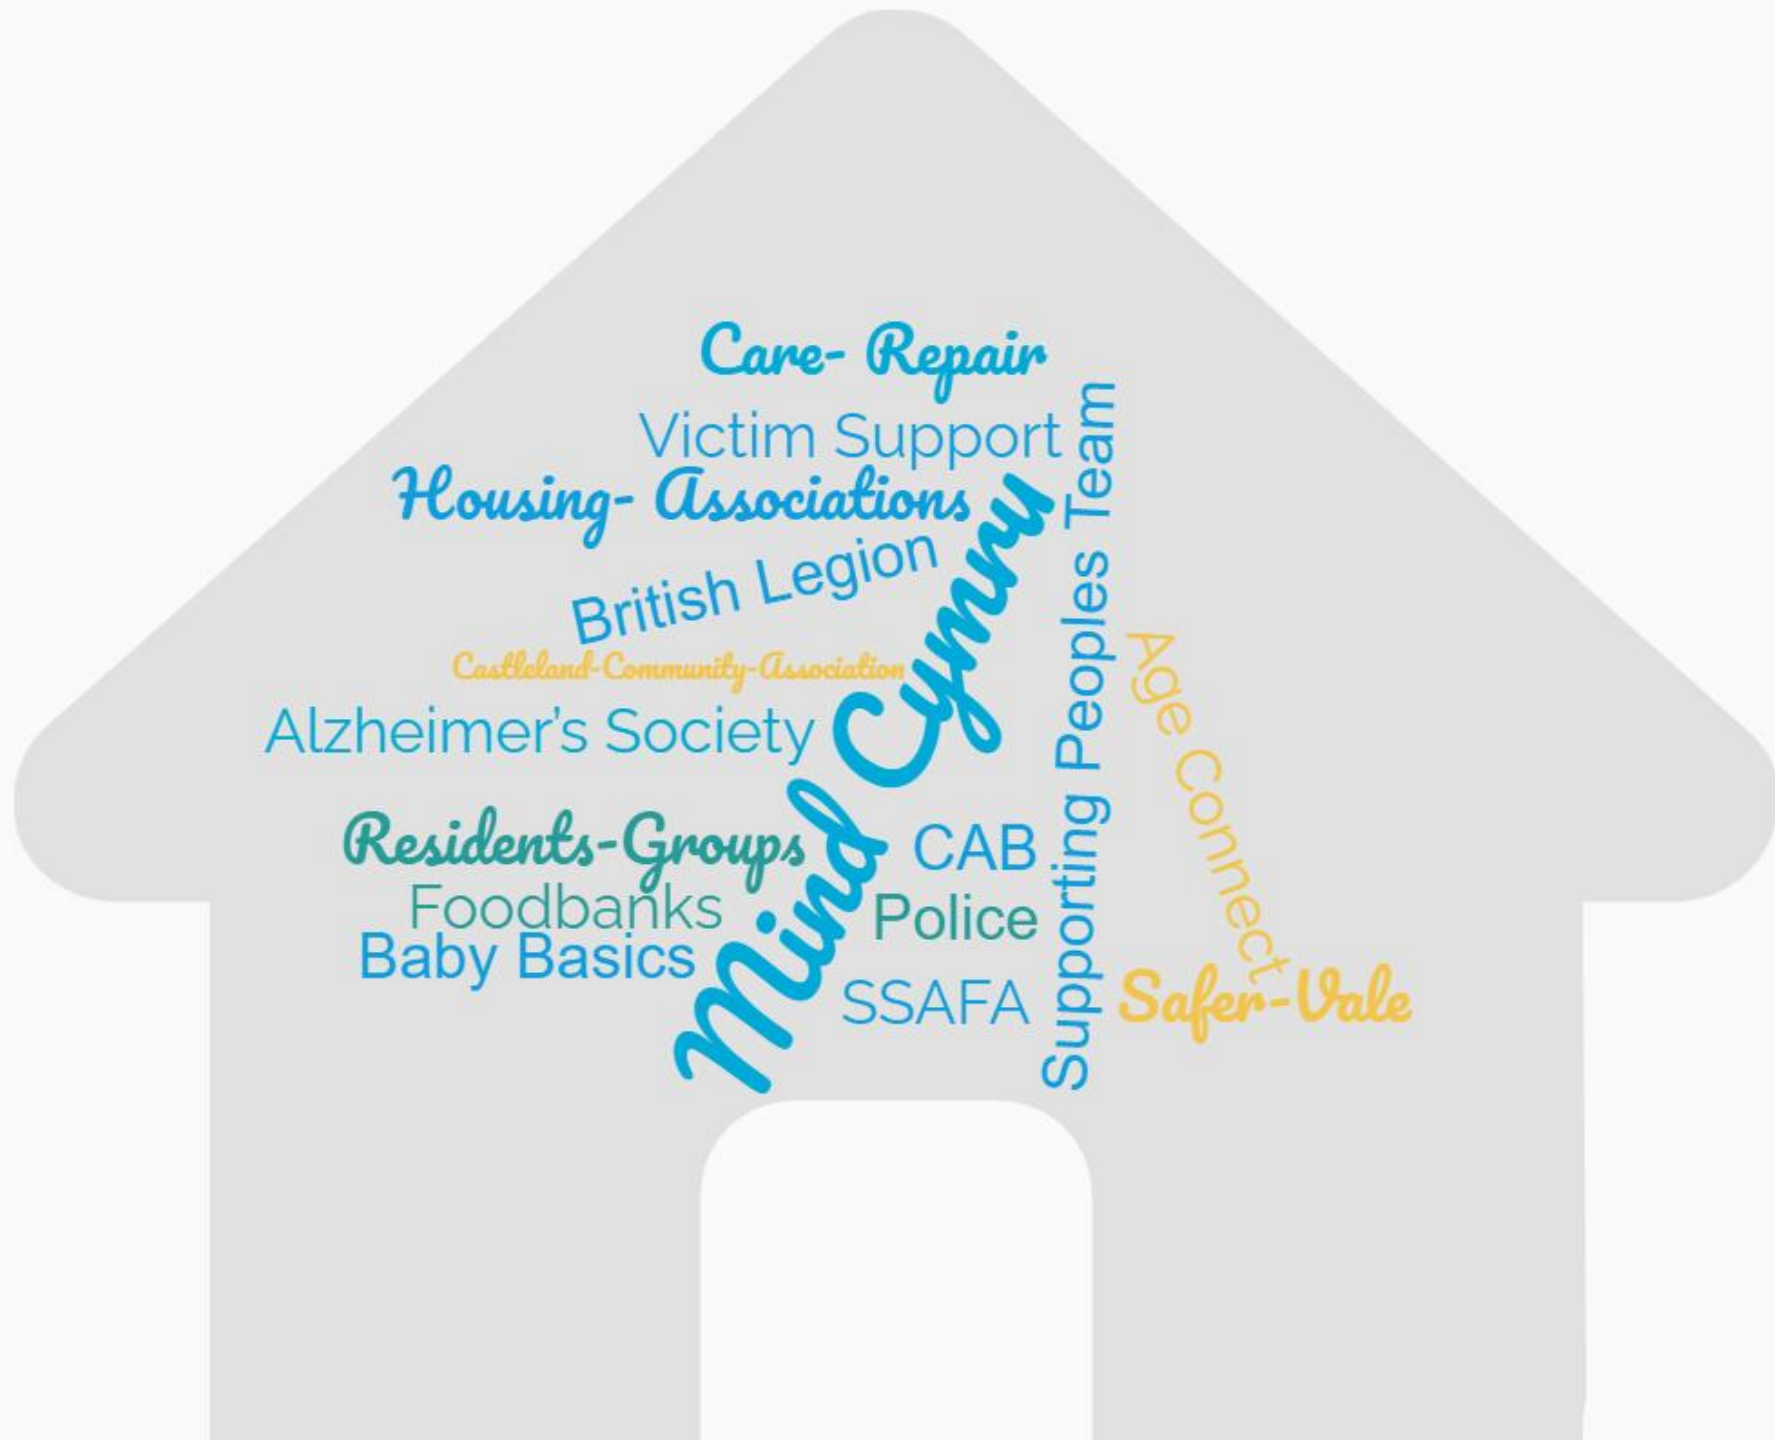 Care- Repair
Victim Support
Housing- Associations
British Legion
Castleland-Community-Association
Alzheimer's Society
Mind Cymru
Supporting Peoples Team
Age Connect
Residents-Groups
CAB
Foodbanks
Police
Baby Basics
SSAFA
Safer-Vale